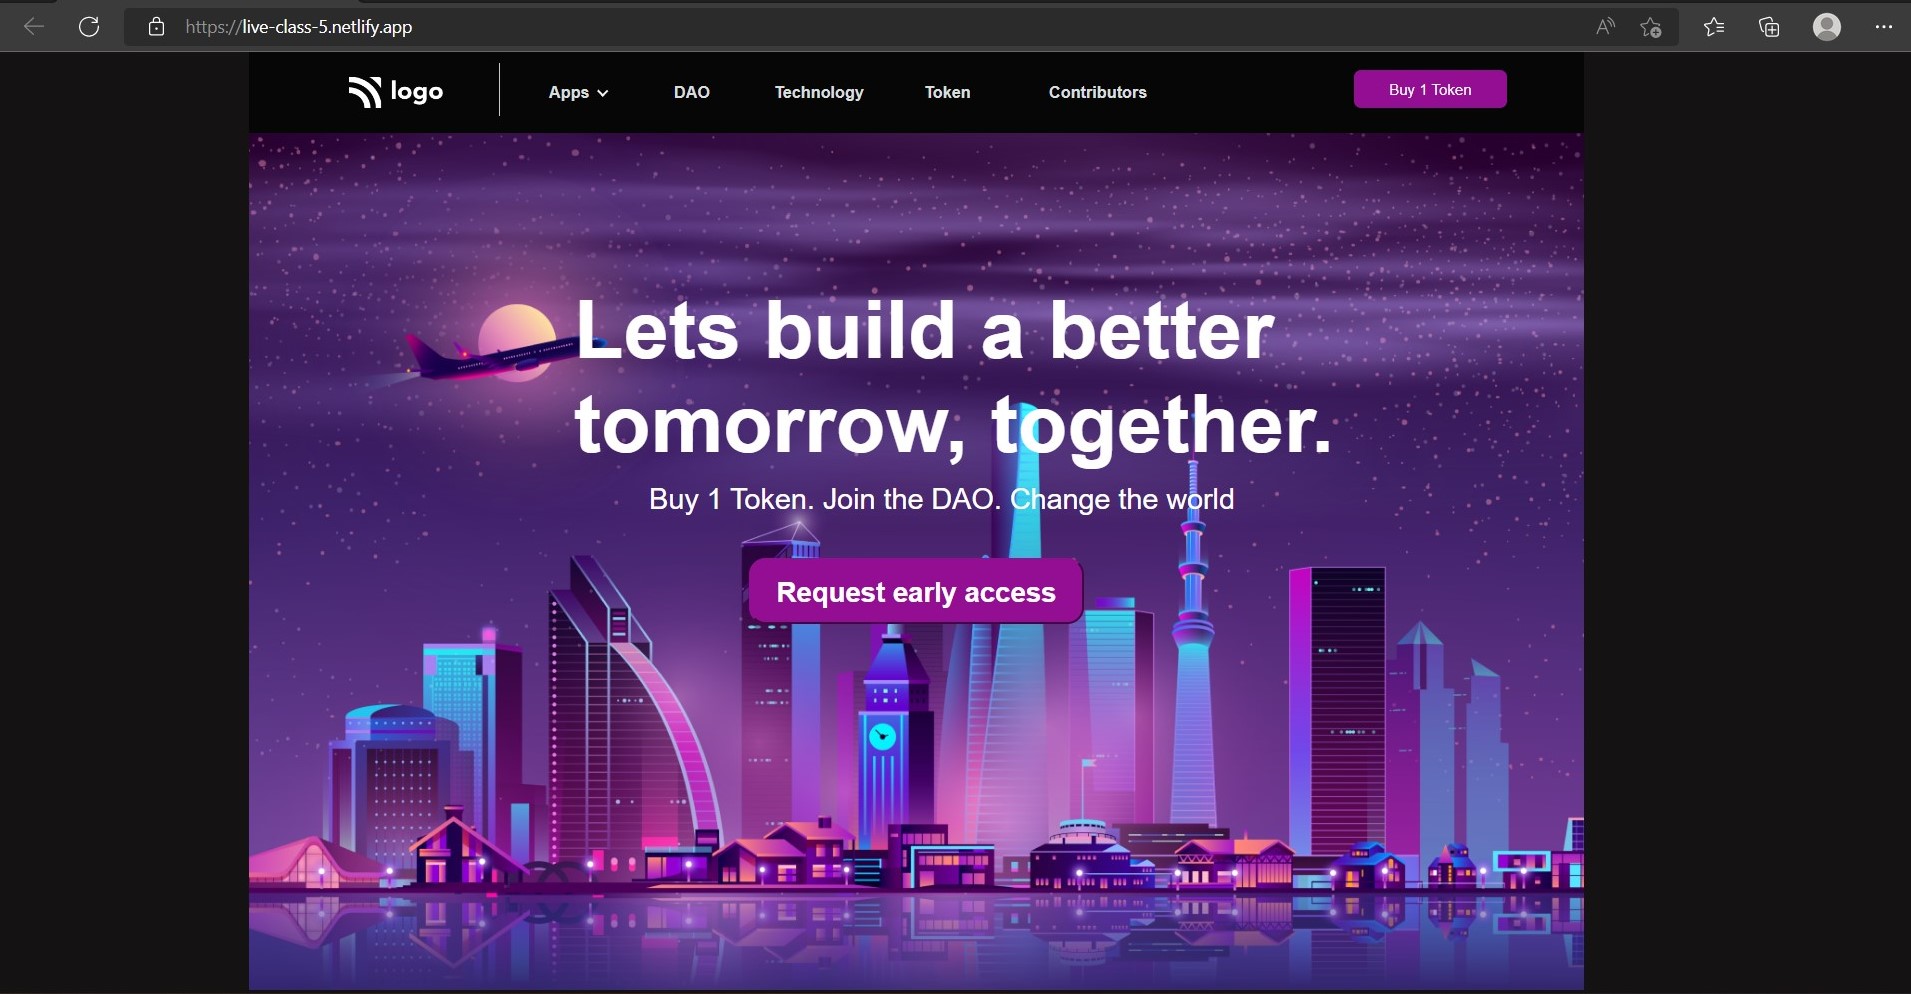 https://live-class-5.netlify.app
logo
Apps
DAO
Technology
Token
Contributors
Buy 1 Token
Lets build a better
tomorrow, together.
Buy 1 Token. Join the DAO. Change the world
Request early access